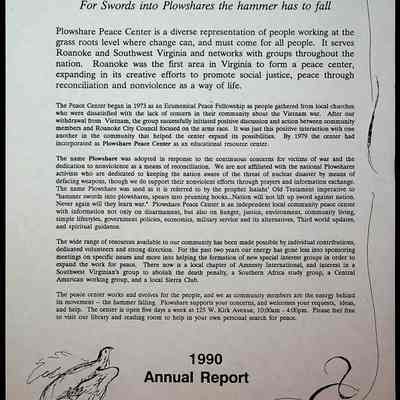 For Swords into Plowshares the hammer has to fall
Plowshare Peace Center is a diverse representation of people working at the
grass roots level where change can, and must come for all people. It serves
Roanoke and Southwest Virginia and networks with groups throughout the
nation. Roanoke was the first area in Virginia to form a peace center,
expanding in its creative efforts to promote social justice, peace through
reconciliation and nonviolence as a way of life.
The Peace Center began in 1973 as an Ecumenical Peace Fellowship as people gathered from local churches
who were dissatisfied with the lack of concern in their community about the Vietnam war. After our
withdrawal from Vietnam, the group successfully initiated positive discussion and action between community
members and Roanoke City Council focused on the arms race. It was just this positive interaction with one
another in the community that helped the center expand its possibilities. By 1979 the center had
incorporated as Plowshare Peace Center as an educational resource center.
The name Plowshare was adopted in response to the continuous concerns for victims of war and the
dedication to nonviolence as a means of reconciliation. We are not affiliated with the national Plowshares
activists who are dedicated to keeping the nation aware of the threat of nuclear disaster by means of
defacing weapons, though we do support their nonviolent efforts through prayers and information exchange.
The name Plowshare was used as it is referred to by the prophet Isaiahs' Old Testament imperative to
"hammer swords into plowshares, spears into pruning hooks...Nation will not lift up sword against nation.
Never again will they learn war." Plowshare Peace Center is an independent local community peace center
with information not only on disarmament, but also on hunger, justice, environment, community living,
simple lifestyles, government policies, economics, military service and its alternatives, Third world updates,
and spiritual guidance.
The wide range of resources available to our community has been made possible by individual contributions,
dedicated volunteers and strong direction. For the past two years our energy has gone less into sponsoring
meetings on specific issues and more into helping the formation of new special interest groups in order to
expand the work for peace. There now is a local chapter of Amnesty International, and interest in a
Southwest Virginian's group to abolish the death penalty, a Southern Africa study group, a Central
American working group, and a local Sierra Club.
The peace center works and evolves for the people, and we as community members are the energy behind
its movement -- the hammer falling. Plowshare supports your concerns, and welcomes your requests, ideas,
and help. The center is open five days a week at 125 W. Kirk Avenue, 10:00am - 4:00pm. Please feel free
to visit our library and reading room to help in your own personal search for peace.
1990
Annual Report